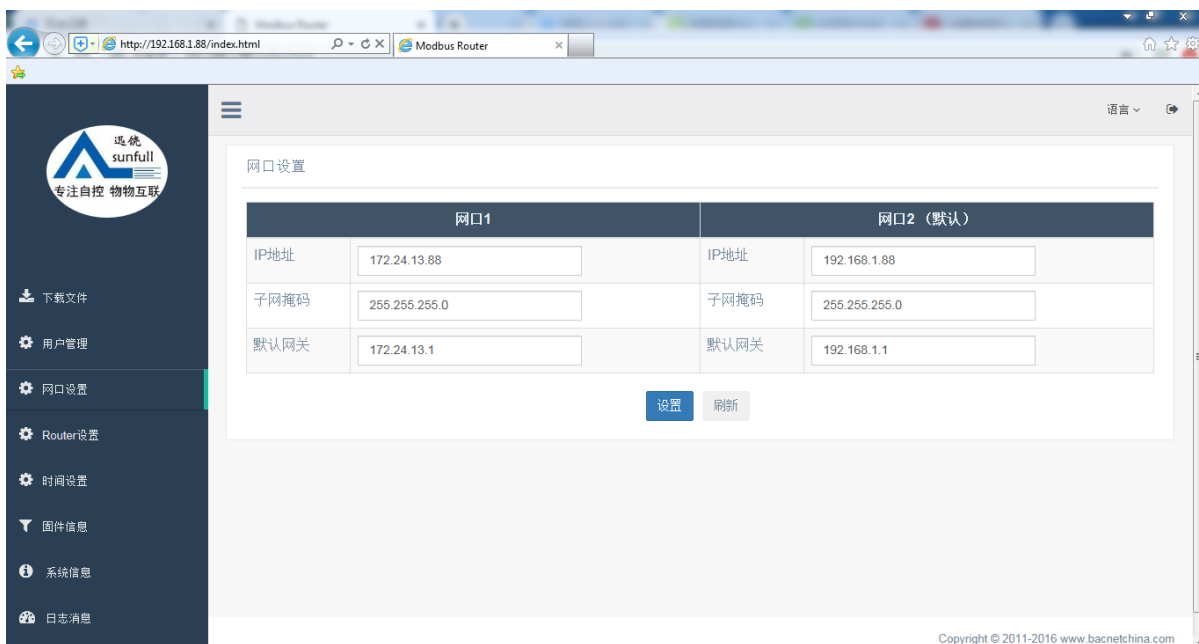 http://192.168.1.88/index.html
Modbus Router
语言
迅饶
sunfull
专注自控 物物互联
网口设置
网口1
网口2（默认）
IP地址
172.24.13.88
IP地址
192.168.1.88
子网掩码
255.255.255.0
子网掩码
255.255.255.0
默认网关
172.24.13.1
默认网关
192.168.1.1
设置
刷新
下载文件
用户管理
网口设置
Router设置
时间设置
固件信息
系统信息
日志消息
Copyright © 2011-2016 www.bacnetchina.com